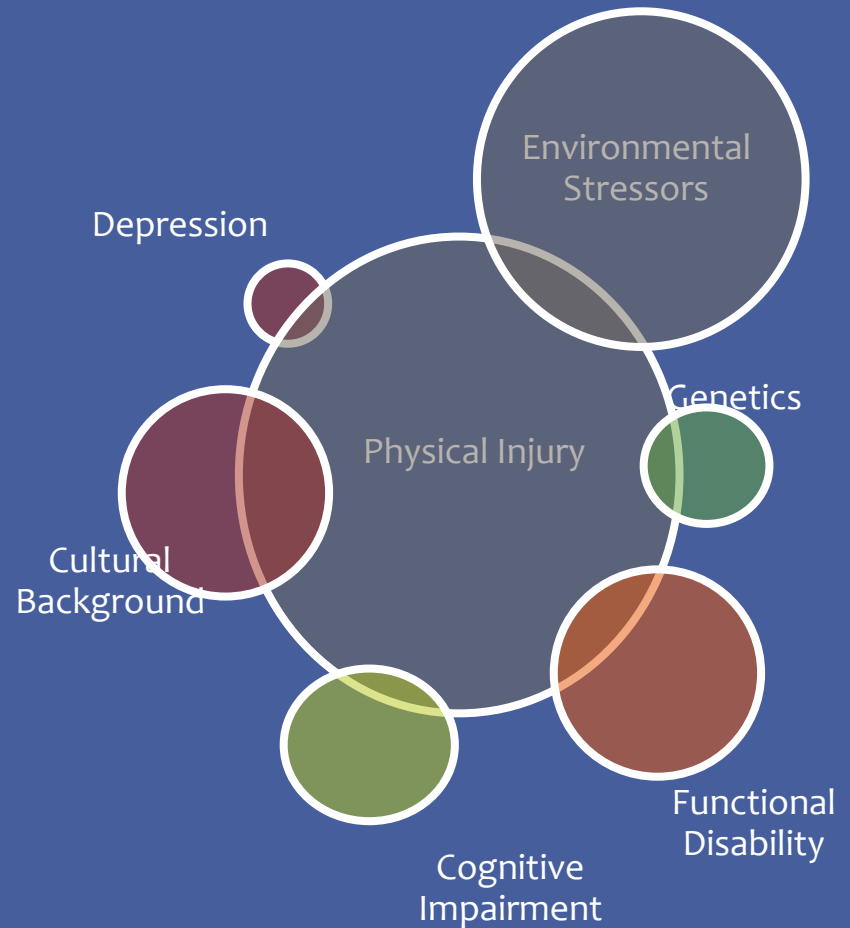 Environmental
Stressors
Depression
Genetics
Physical Injury
Cultural
Background
Functional
Disability
Cognitive
Impairment